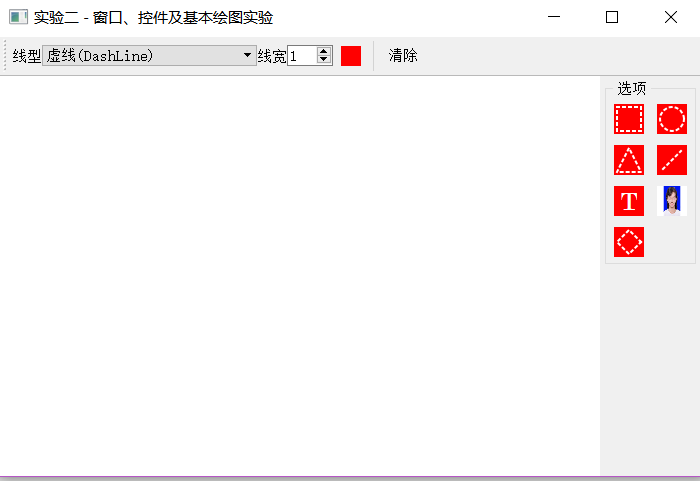 实验二 - 窗口、控件及基本绘图实验
线型 虚线(DashLine) 线宽 1 清除
选项
T